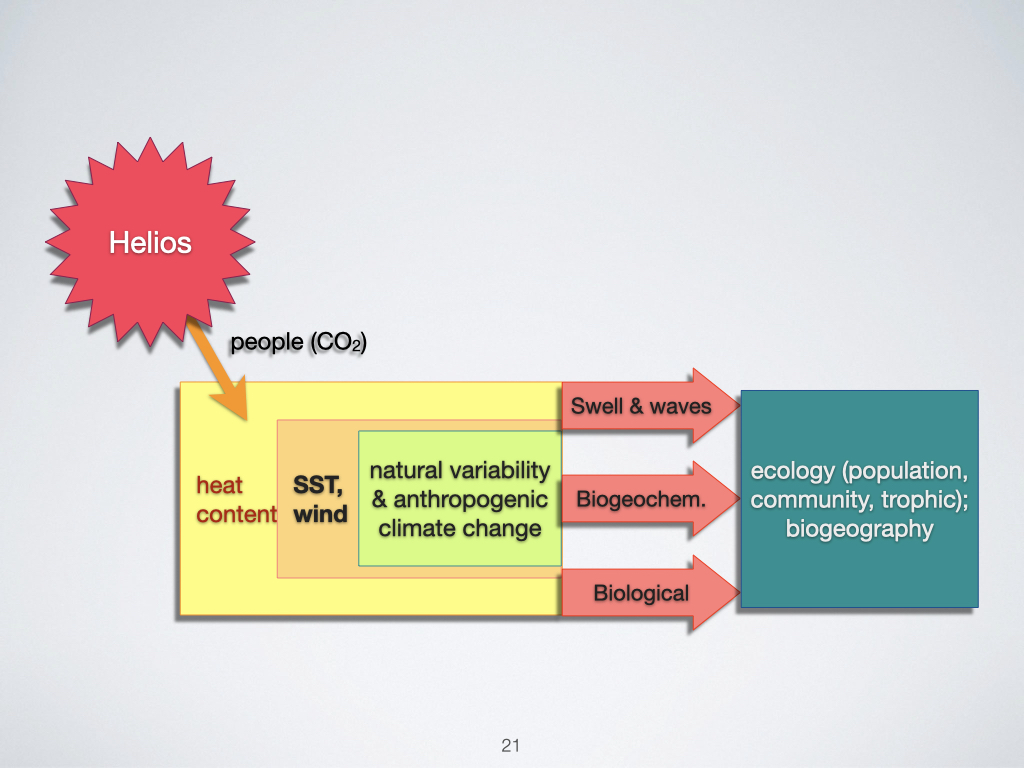 Helios
people (CO₂)
heat
content
SST,
wind
natural variability
& anthropogenic
climate change
Swell & waves
Biogeochem.
Biological
ecology (population,
community, trophic);
biogeography
21